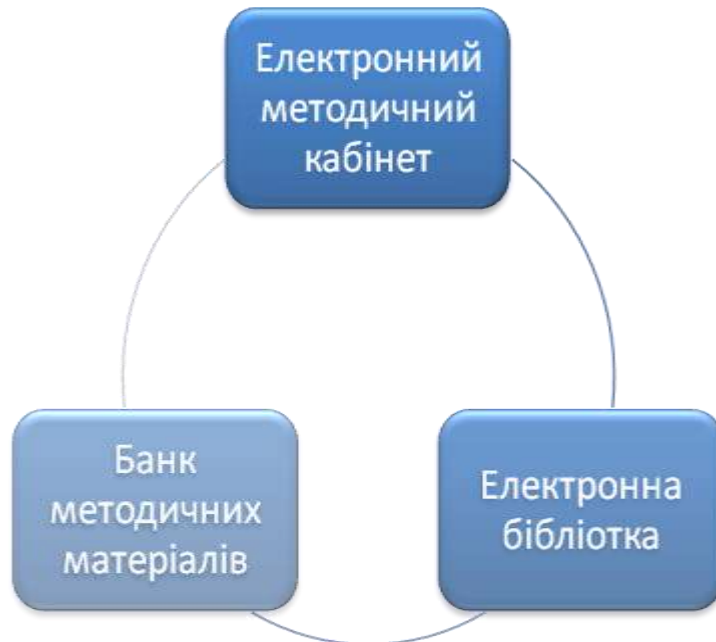 Електронний
методичний
кабінет
Банк
методичних
матеріалів
Електронна
бібліотка